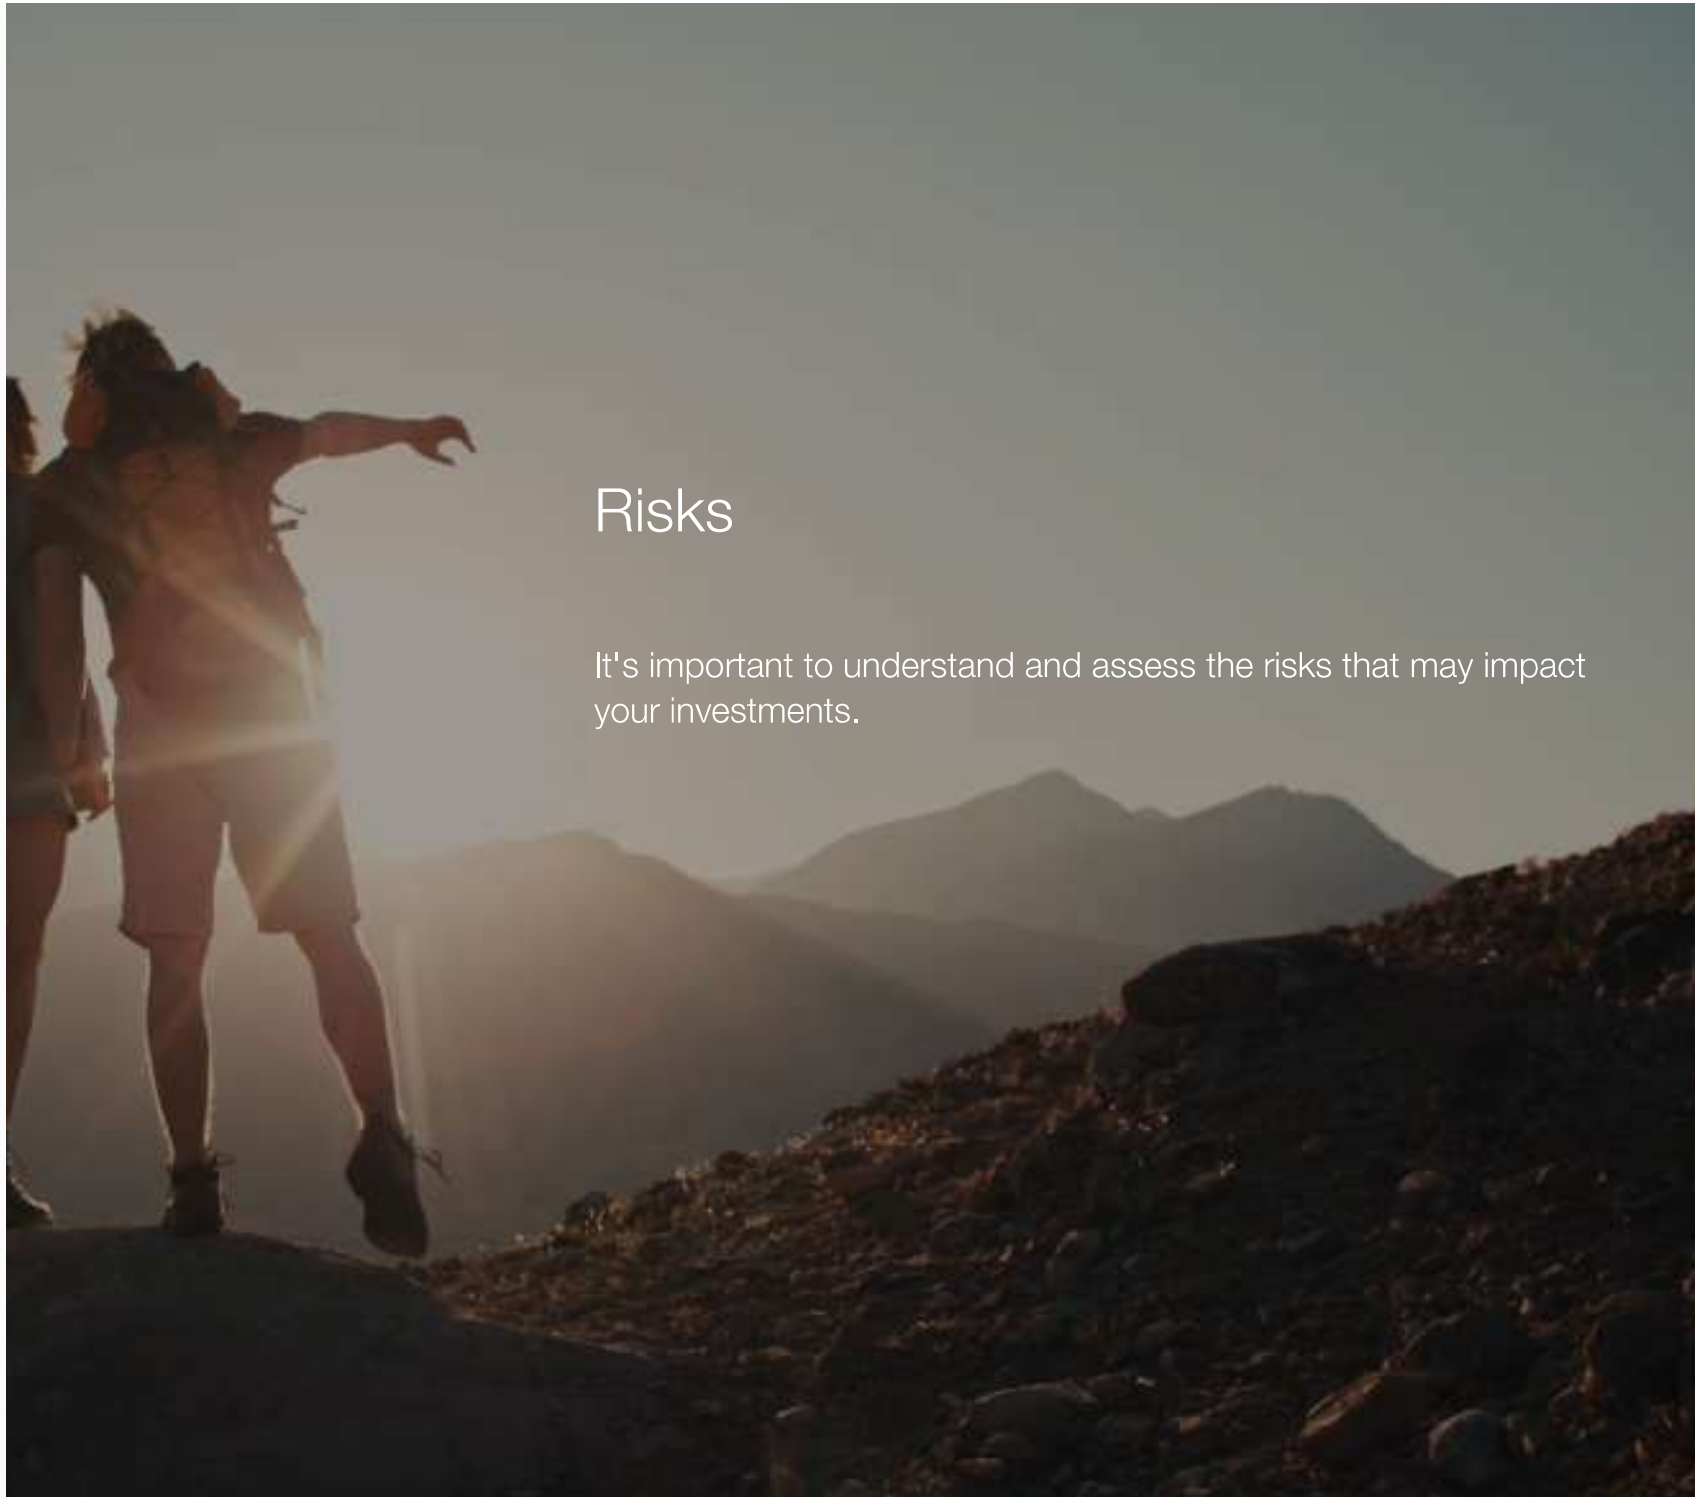 Risks
It's important to understand and assess the risks that may impact
your investments.